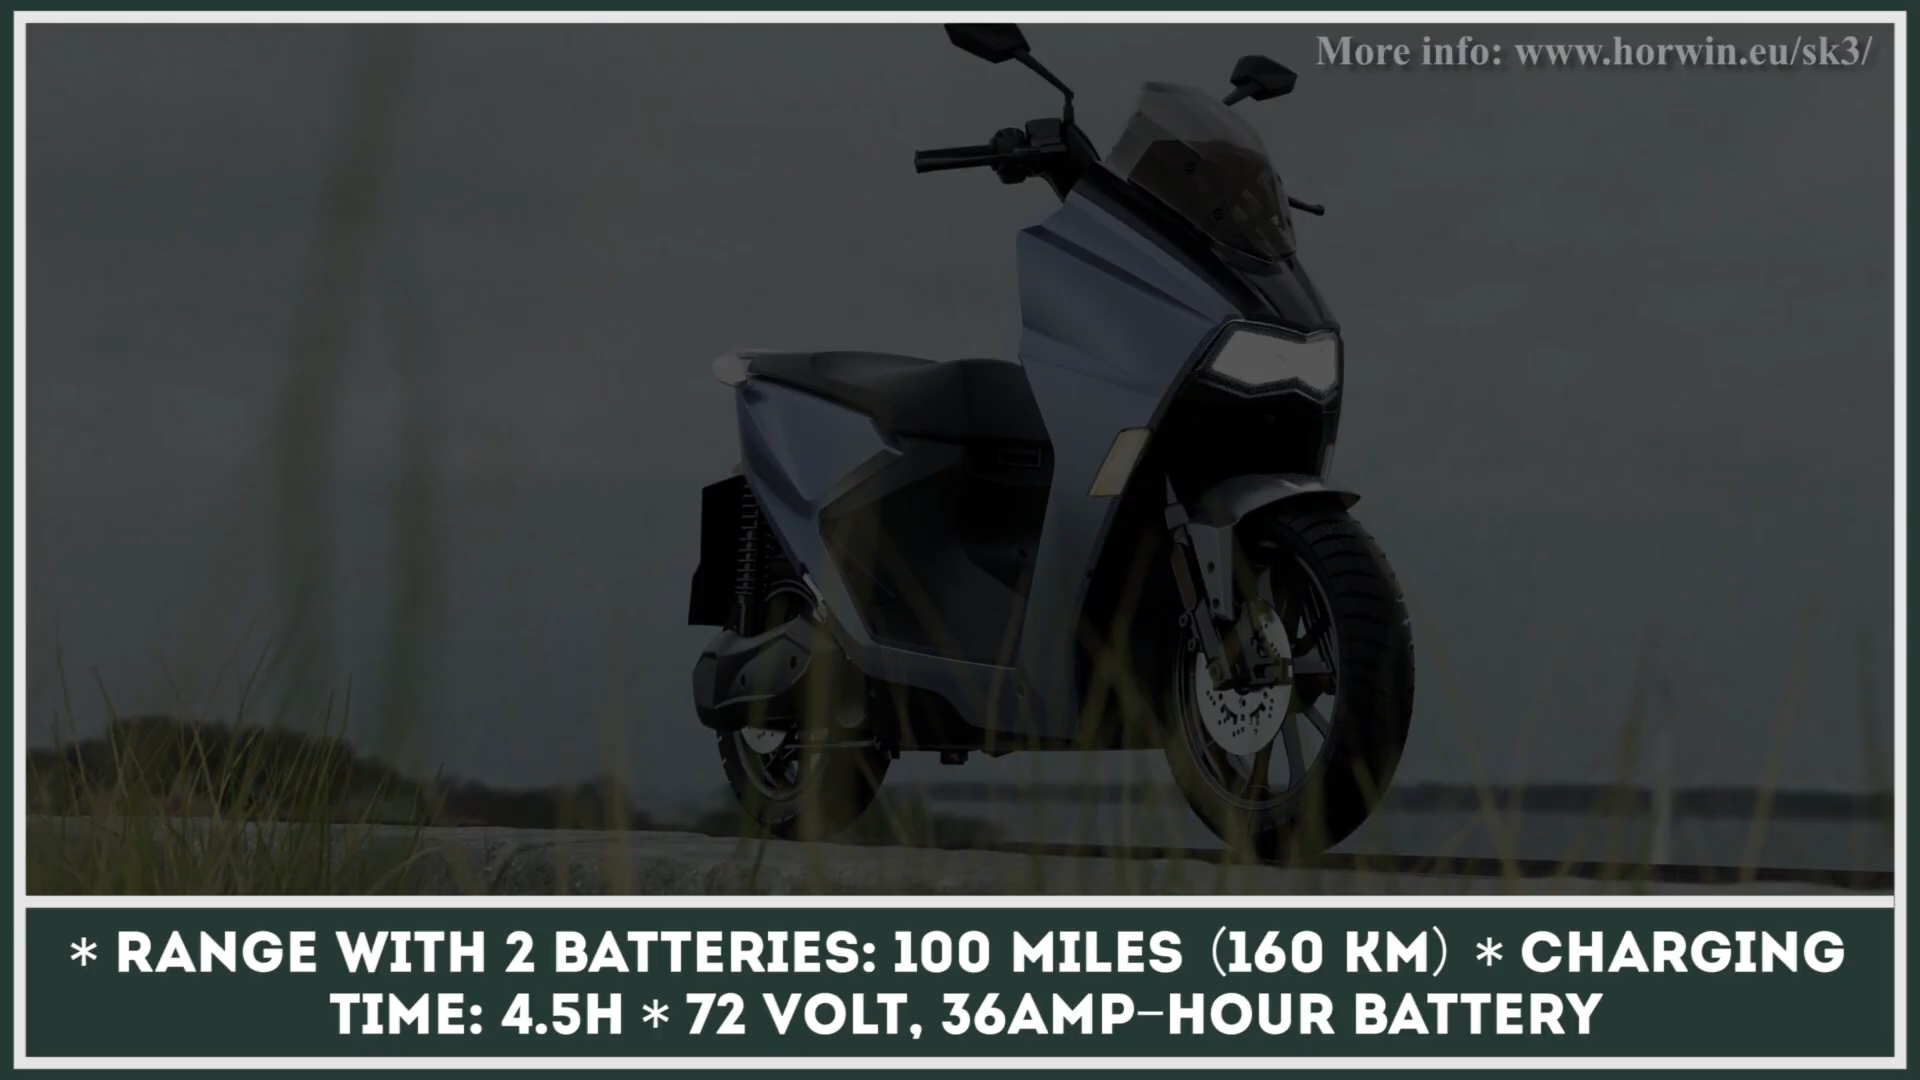 More info: www.horwin.eu/sk3/
* RANGE WITH 2 BATTERIES: 100 MILES (160 KM) * CHARGING
TIME: 4.5H * 72 VOLT, 36AMP-HOUR BATTERY